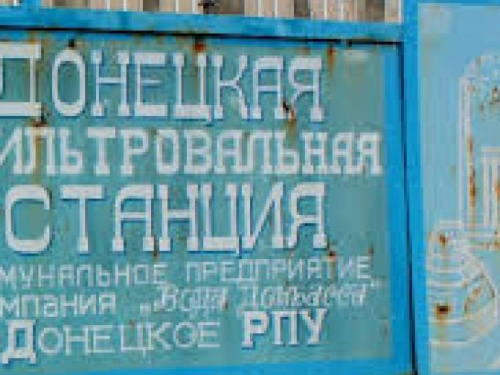 ДОНЕЦКАЯ
ИЛЬТРОВАЛЬНАЯ
СТАНЦИЯ
МУНАЛЬНОЕ ПРЕДПРИЯТИЕ
МПАНИЯ „Вода Донбасса"
ДОНЕЦКОЕ РПУ